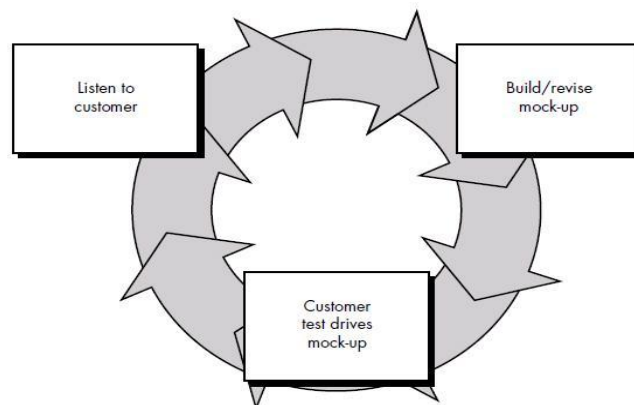 Listen to
customer
Build/revise
mock-up
Customer
test drives
mock-up